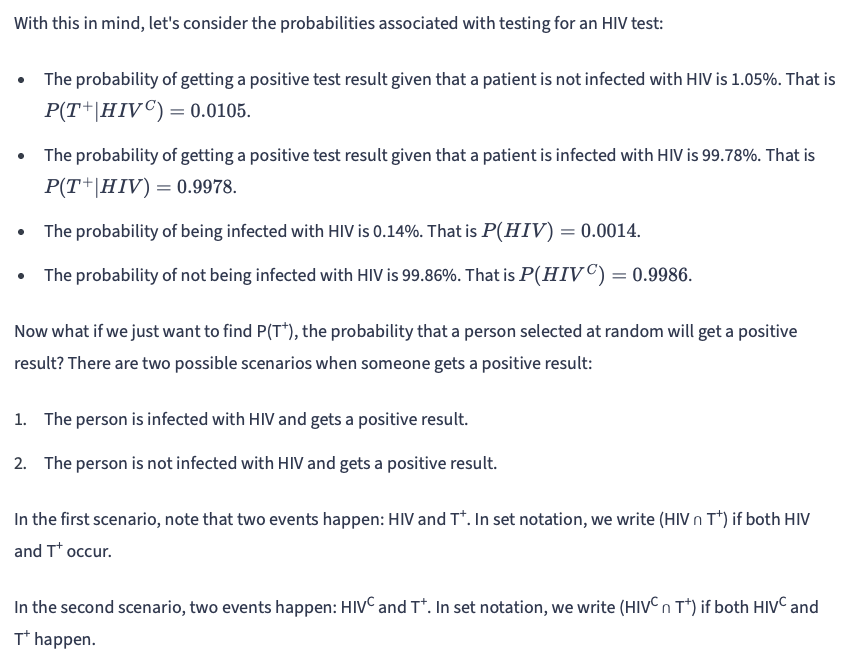 With this in mind, let's consider the probabilities associated with testing for an HIV test:
• The probability of getting a positive test result given that a patient is not infected with HIV is 1.05%. That is
P(T⁺|HIVᶜ) = 0.0105.
• The probability of getting a positive test result given that a patient is infected with HIV is 99.78%. That is
P(T⁺|HIV) = 0.9978.
• The probability of being infected with HIV is 0.14%. That is P(HIV) = 0.0014.
• The probability of not being infected with HIV is 99.86%. That is P(HIVᶜ) = 0.9986.
Now what if we just want to find P(T⁺), the probability that a person selected at random will get a positive
result? There are two possible scenarios when someone gets a positive result:
1. The person is infected with HIV and gets a positive result.
2. The person is not infected with HIV and gets a positive result.
In the first scenario, note that two events happen: HIV and T⁺. In set notation, we write (HIV ∩ T⁺) if both HIV
and T⁺ occur.
In the second scenario, two events happen: HIVᶜ and T⁺. In set notation, we write (HIVᶜ ∩ T⁺) if both HIVᶜ and
T⁺ happen.